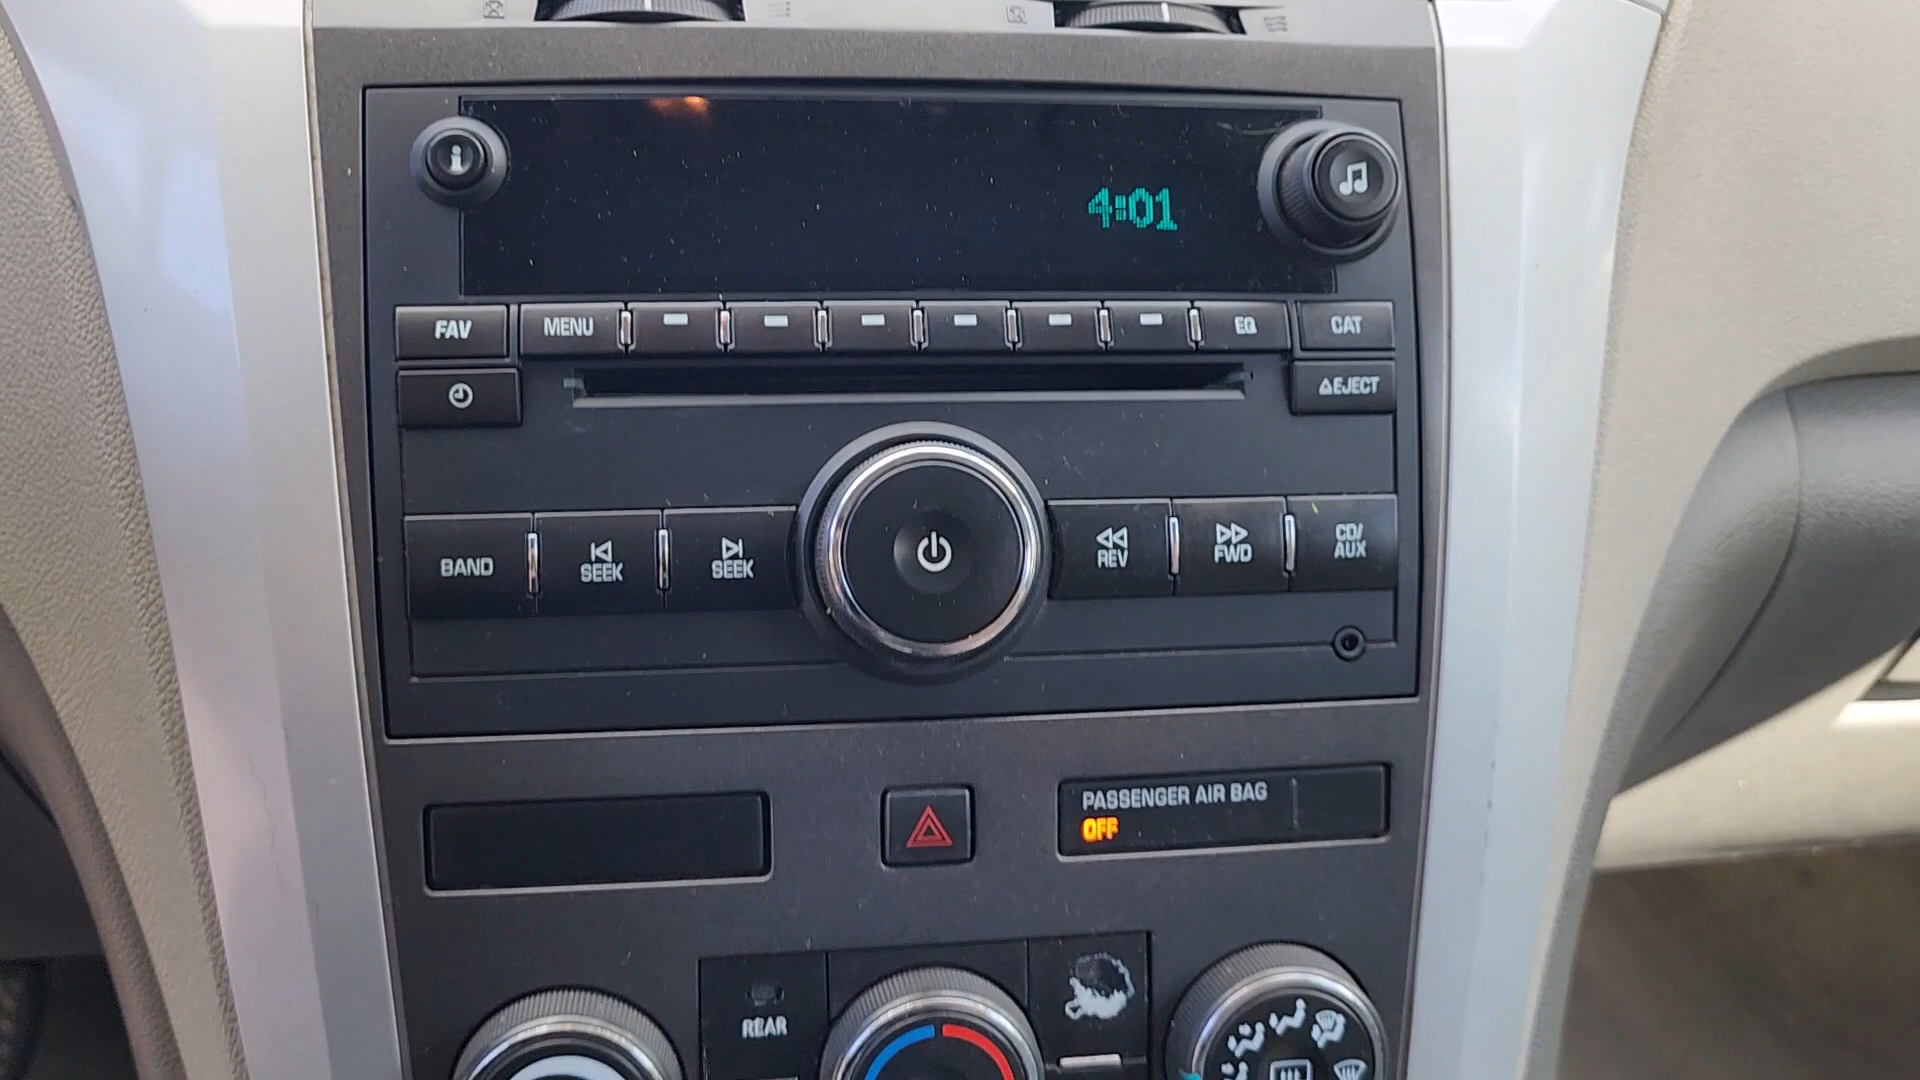 4:01
FAV
MENU
EQ
CAT
EJECT
BAND
SEEK
SEEK
REV
FWD
CD/
AUX
PASSENGER AIR BAG
OFF
REAR